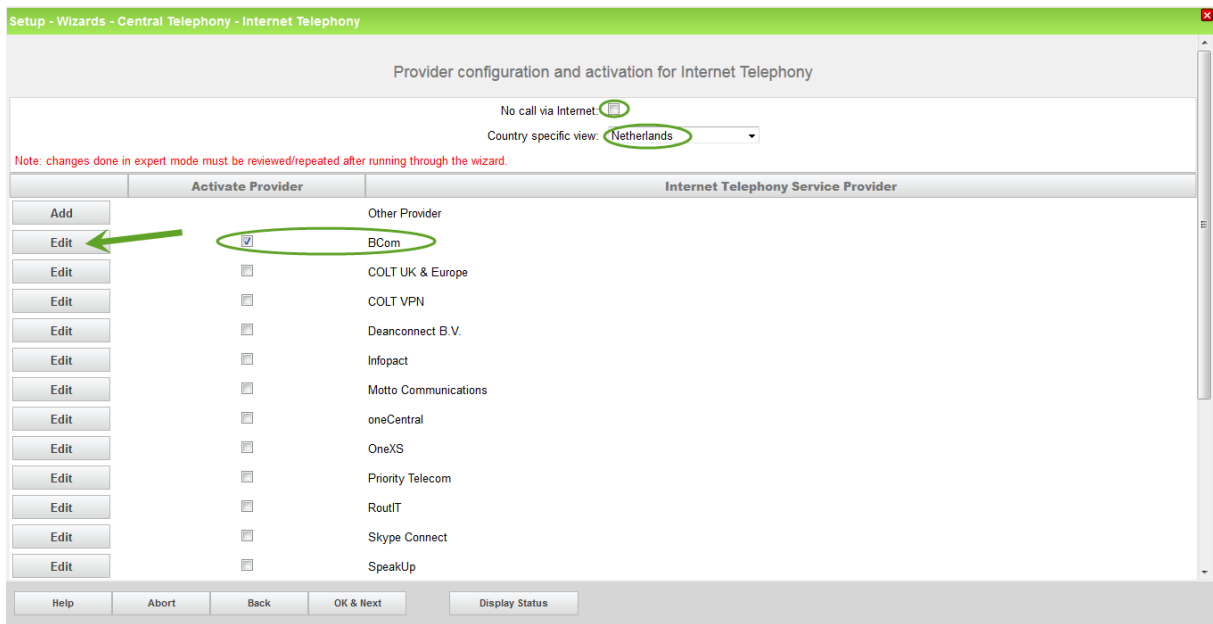 Setup - Wizards - Central Telephony - Internet Telephony
Provider configuration and activation for Internet Telephony
No call via Internet:
Country specific view: Netherlands
Note: changes done in expert mode must be reviewed/repeated after running through the wizard.
Activate Provider Internet Telephony Service Provider
Add Other Provider
Edit BCom
Edit COLT UK & Europe
Edit COLT VPN
Edit Deanconnect B.V.
Edit Infopact
Edit Motto Communications
Edit oneCentral
Edit OneXS
Edit Priority Telecom
Edit RoutIT
Edit Skype Connect
Edit SpeakUp
Help Abort Back OK & Next Display Status